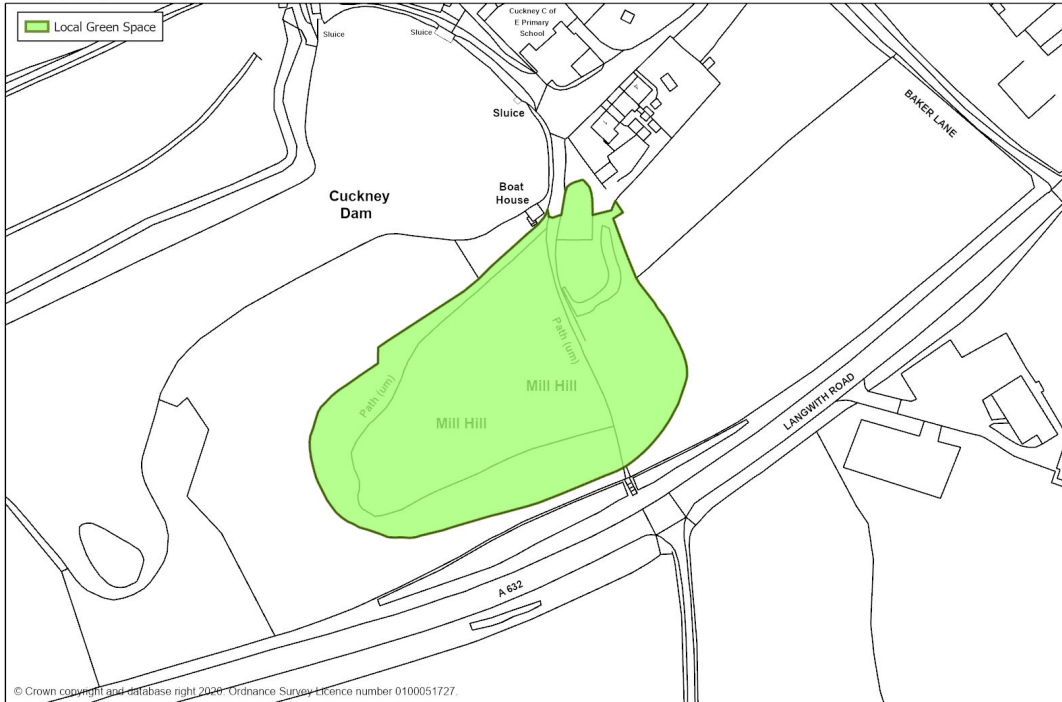 Local Green Space
Cuckney C of
E Primary
School
Sluice
Sluice
Sluice
BAKER LANE
Boat
House
Cuckney
Dam
Path (um)
Path (um)
Mill Hill
Mill Hill
LANGWITH ROAD
A 632
© Crown copyright and database right 2020. Ordnance Survey Licence number 0100051727.